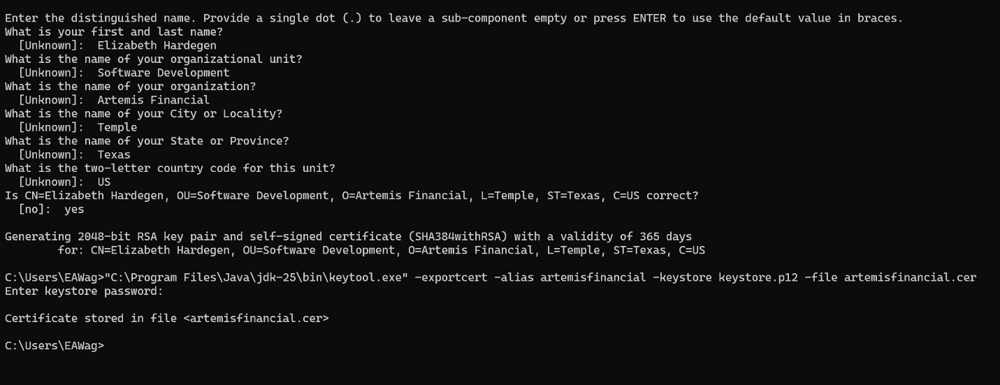 Enter the distinguished name. Provide a single dot (.) to leave a sub-component empty or press ENTER to use the default value in braces.
What is your first and last name?
  [Unknown]:  Elizabeth Hardegen
What is the name of your organizational unit?
  [Unknown]:  Software Development
What is the name of your organization?
  [Unknown]:  Artemis Financial
What is the name of your City or Locality?
  [Unknown]:  Temple
What is the name of your State or Province?
  [Unknown]:  Texas
What is the two-letter country code for this unit?
  [Unknown]:  US
Is CN=Elizabeth Hardegen, OU=Software Development, O=Artemis Financial, L=Temple, ST=Texas, C=US correct?
  [no]:  yes

Generating 2048-bit RSA key pair and self-signed certificate (SHA384withRSA) with a validity of 365 days
        for: CN=Elizabeth Hardegen, OU=Software Development, O=Artemis Financial, L=Temple, ST=Texas, C=US

C:\Users\EAWag>"C:\Program Files\Java\jdk-25\bin\keytool.exe" -exportcert -alias artemisfinancial -keystore keystore.p12 -file artemisfinancial.cer
Enter keystore password:

Certificate stored in file <artemisfinancial.cer>

C:\Users\EAWag>